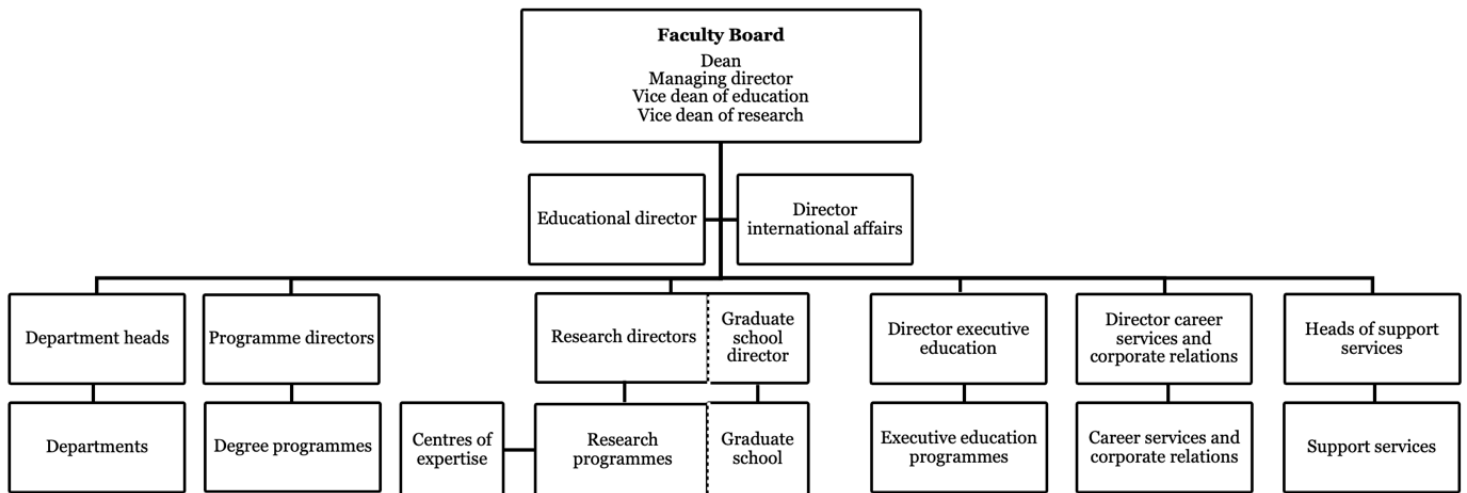 Faculty Board
Dean
Managing director
Vice dean of education
Vice dean of research
Educational director
Director
international affairs
Department heads
Programme directors
Research directors
Graduate
school
director
Director executive
education
Director career
services and
corporate relations
Heads of support
services
Departments
Degree programmes
Centres of
expertise
Research
programmes
Graduate
school
Executive education
programmes
Career services and
corporate relations
Support services